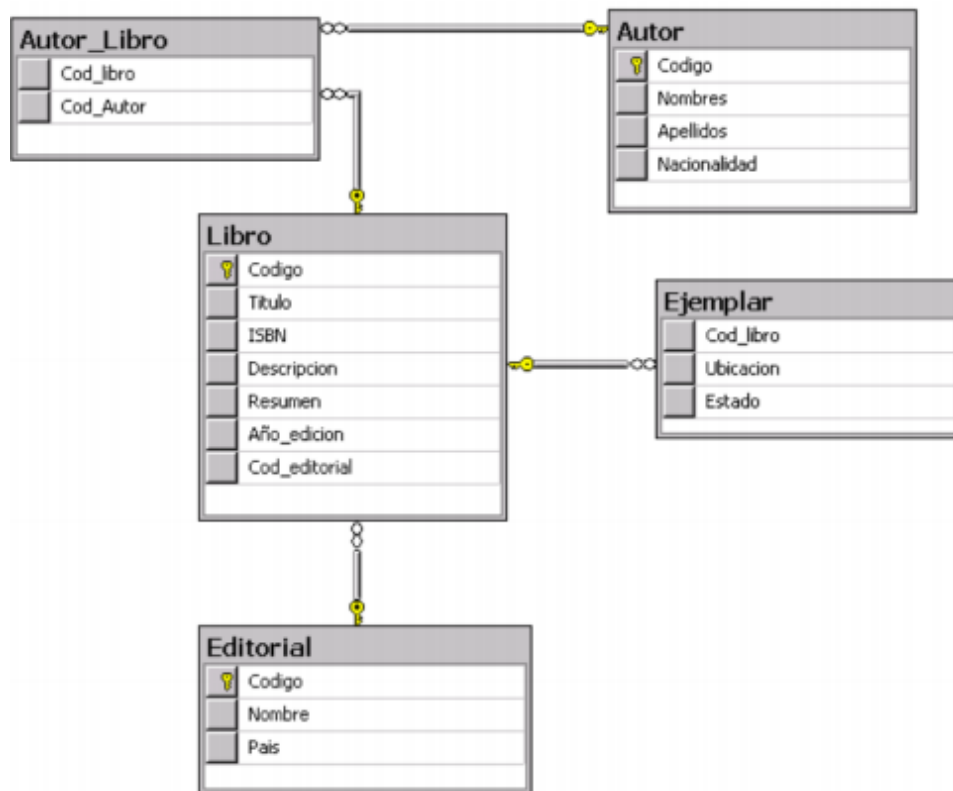 Autor_Libro
Cod_libro
Cod_Autor
Autor
Codigo
Nombres
Apellidos
Nacionalidad
Libro
Codigo
Titulo
ISBN
Descripcion
Resumen
Año_edicion
Cod_editorial
Ejemplar
Cod_libro
Ubicacion
Estado
Editorial
Codigo
Nombre
Pais